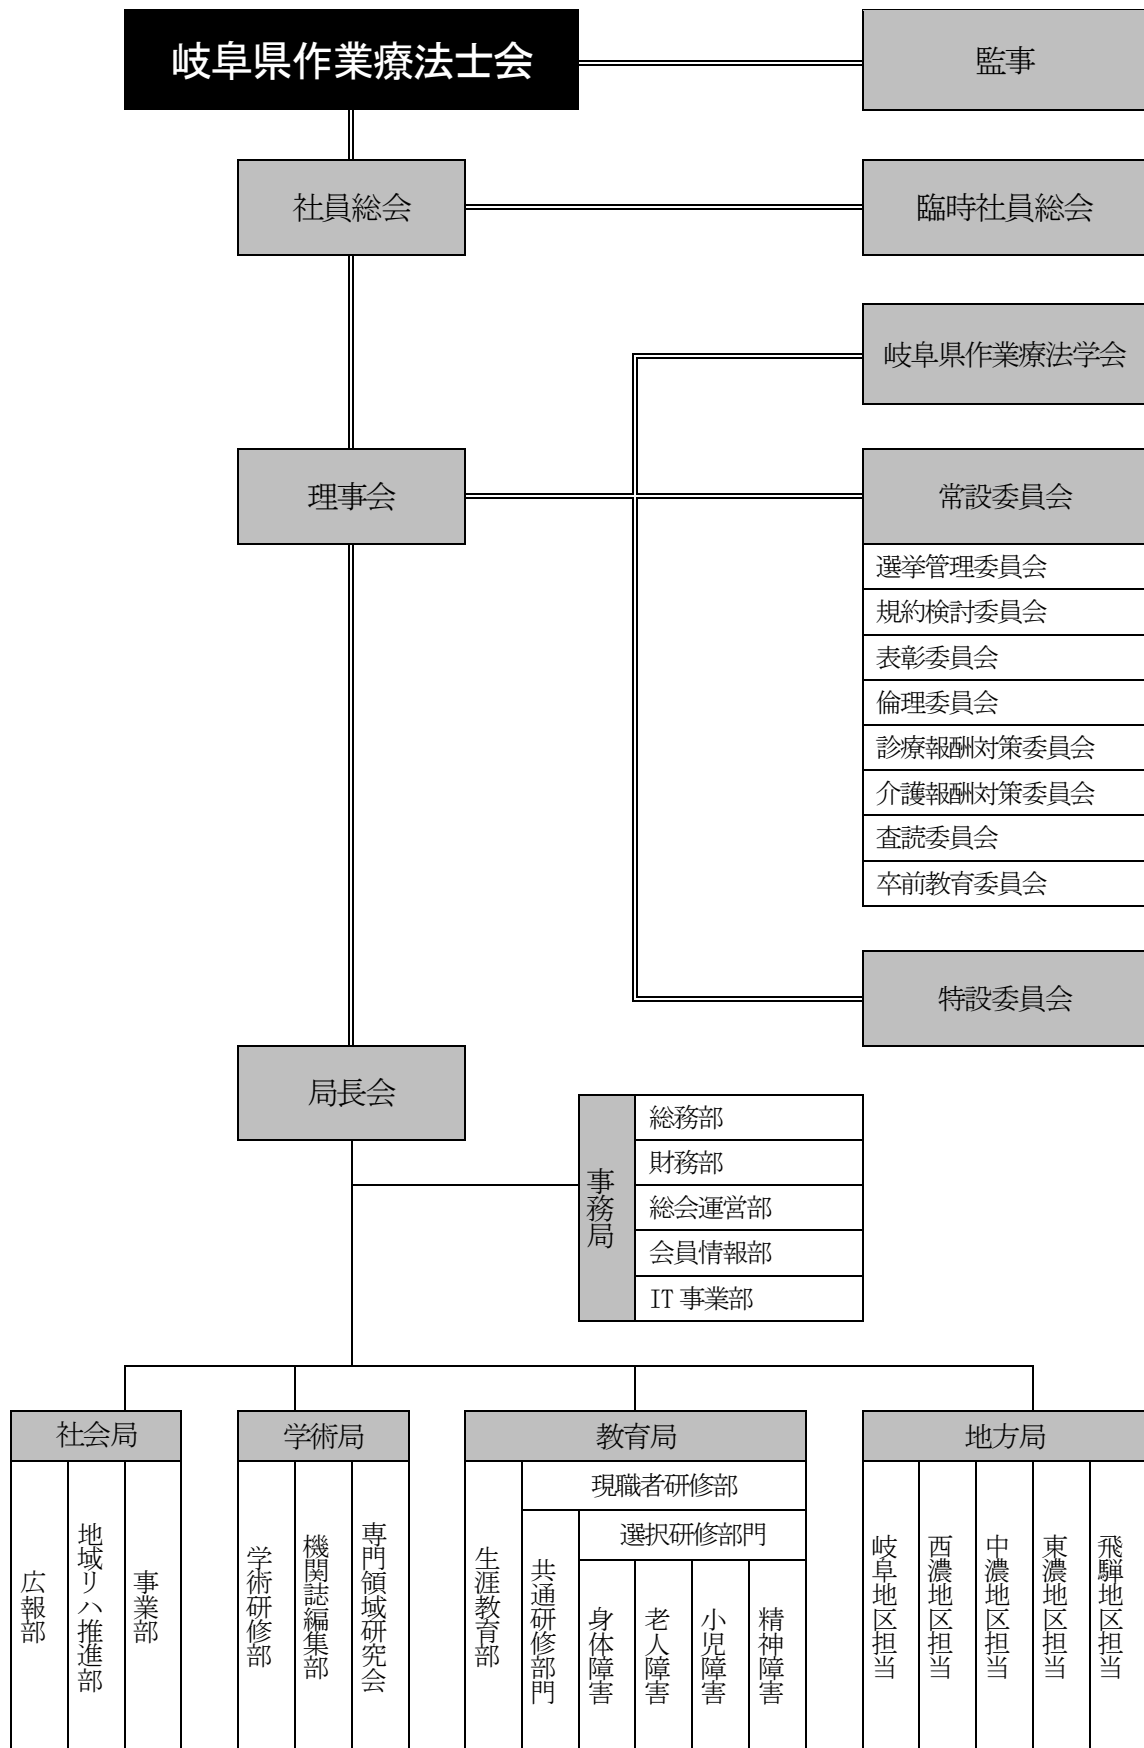 岐阜県作業療法士会
監事
社員総会
臨時社員総会
岐阜県作業療法学会
理事会
常設委員会
選挙管理委員会
規約検討委員会
表彰委員会
倫理委員会
診療報酬対策委員会
介護報酬対策委員会
査読委員会
卒前教育委員会
特設委員会
局長会
事務局
総務部
財務部
総会運営部
会員情報部
IT 事業部
社会局
広報部
地域リハ推進部
事業部
学術局
学術研修部
機関誌編集部
専門領域研究会
教育局
生涯教育部
現職者研修部
共通研修部門
選択研修部門
身体障害
老人障害
小児障害
精神障害
地方局
岐阜地区担当
西濃地区担当
中濃地区担当
東濃地区担当
飛騨地区担当